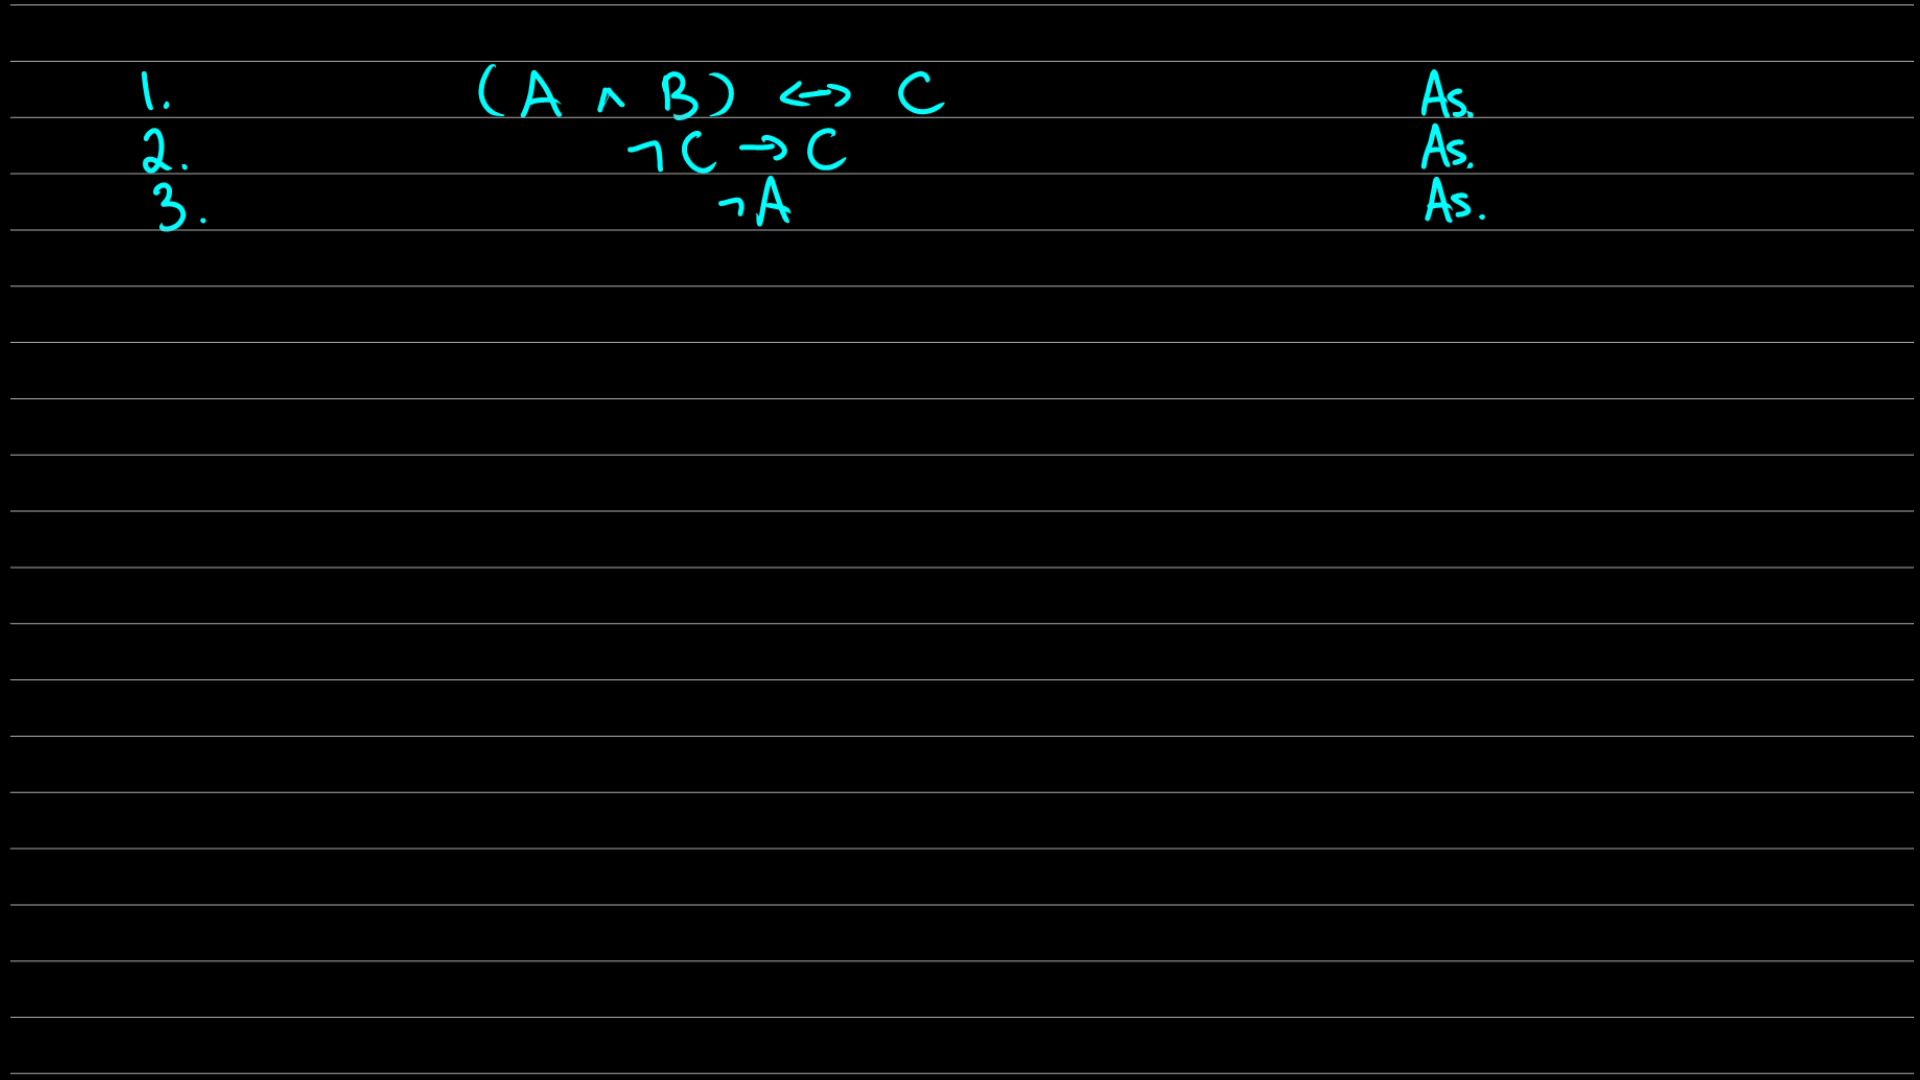 1. (A ∧ B) ↔ C As.
2. ¬C → C As.
3. ¬A As.